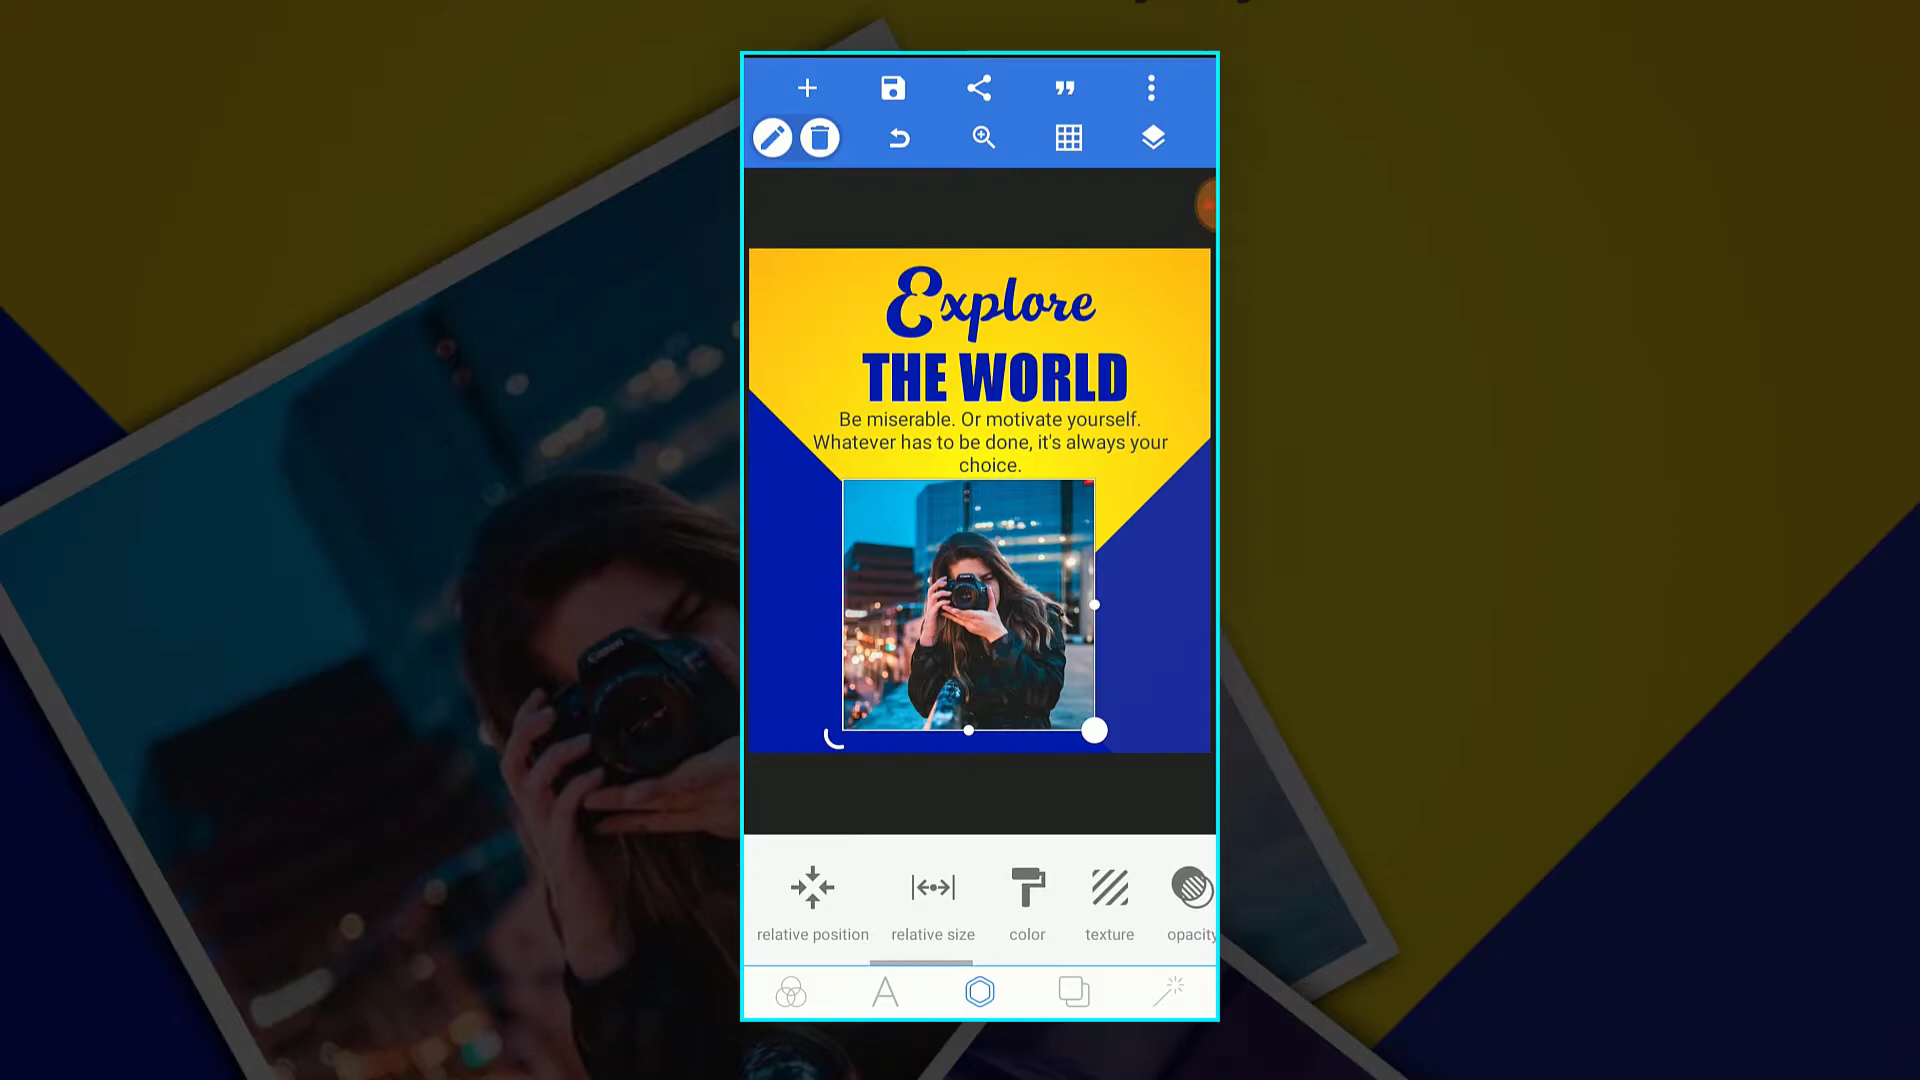 Explore
THE WORLD
Be miserable. Or motivate yourself.
Whatever has to be done, it's always your
choice.
relative position
relative size
color
texture
opacity